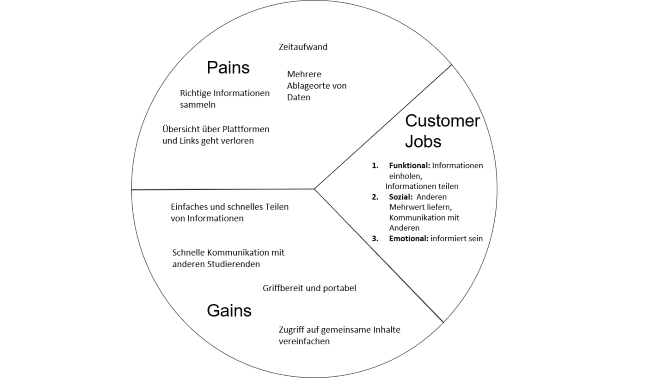 Pains
Zeitaufwand
Mehrere
Ablageorte von
Daten
Richtige Informationen
sammeln
Übersicht über Plattformen
und Links geht verloren
Customer
Jobs
1. Funktional: Informationen
einholen,
Informationen teilen
2. Sozial: Anderen
Mehrwert liefern,
Kommunikation mit
Anderen
3. Emotional: informiert sein
Einfaches und schnelles Teilen
von Informationen
Schnelle Kommunikation mit
anderen Studierenden
Griffbereit und portabel
Gains
Zugriff auf gemeinsame Inhalte
vereinfachen